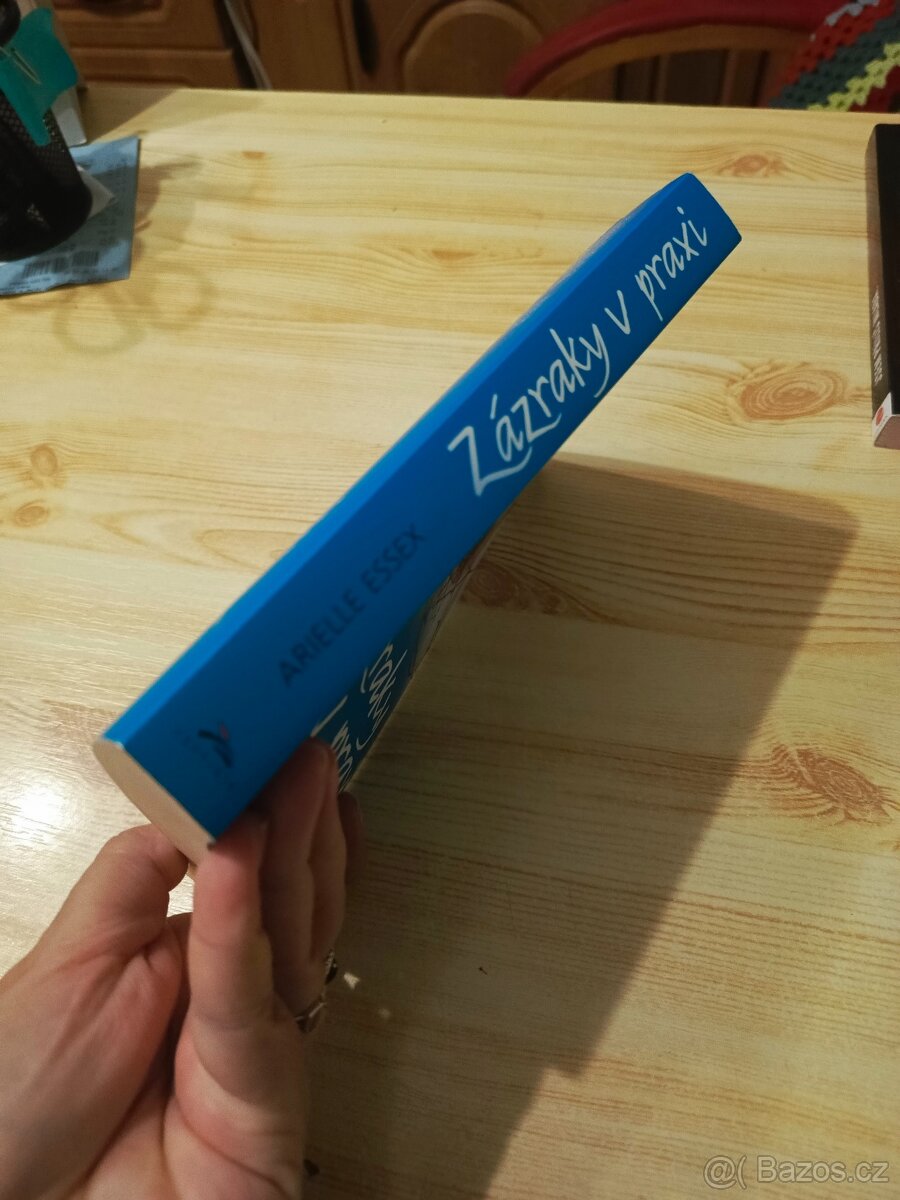 ARIELLE ESSEX Zázraky v praxi
@( Bazos.cz